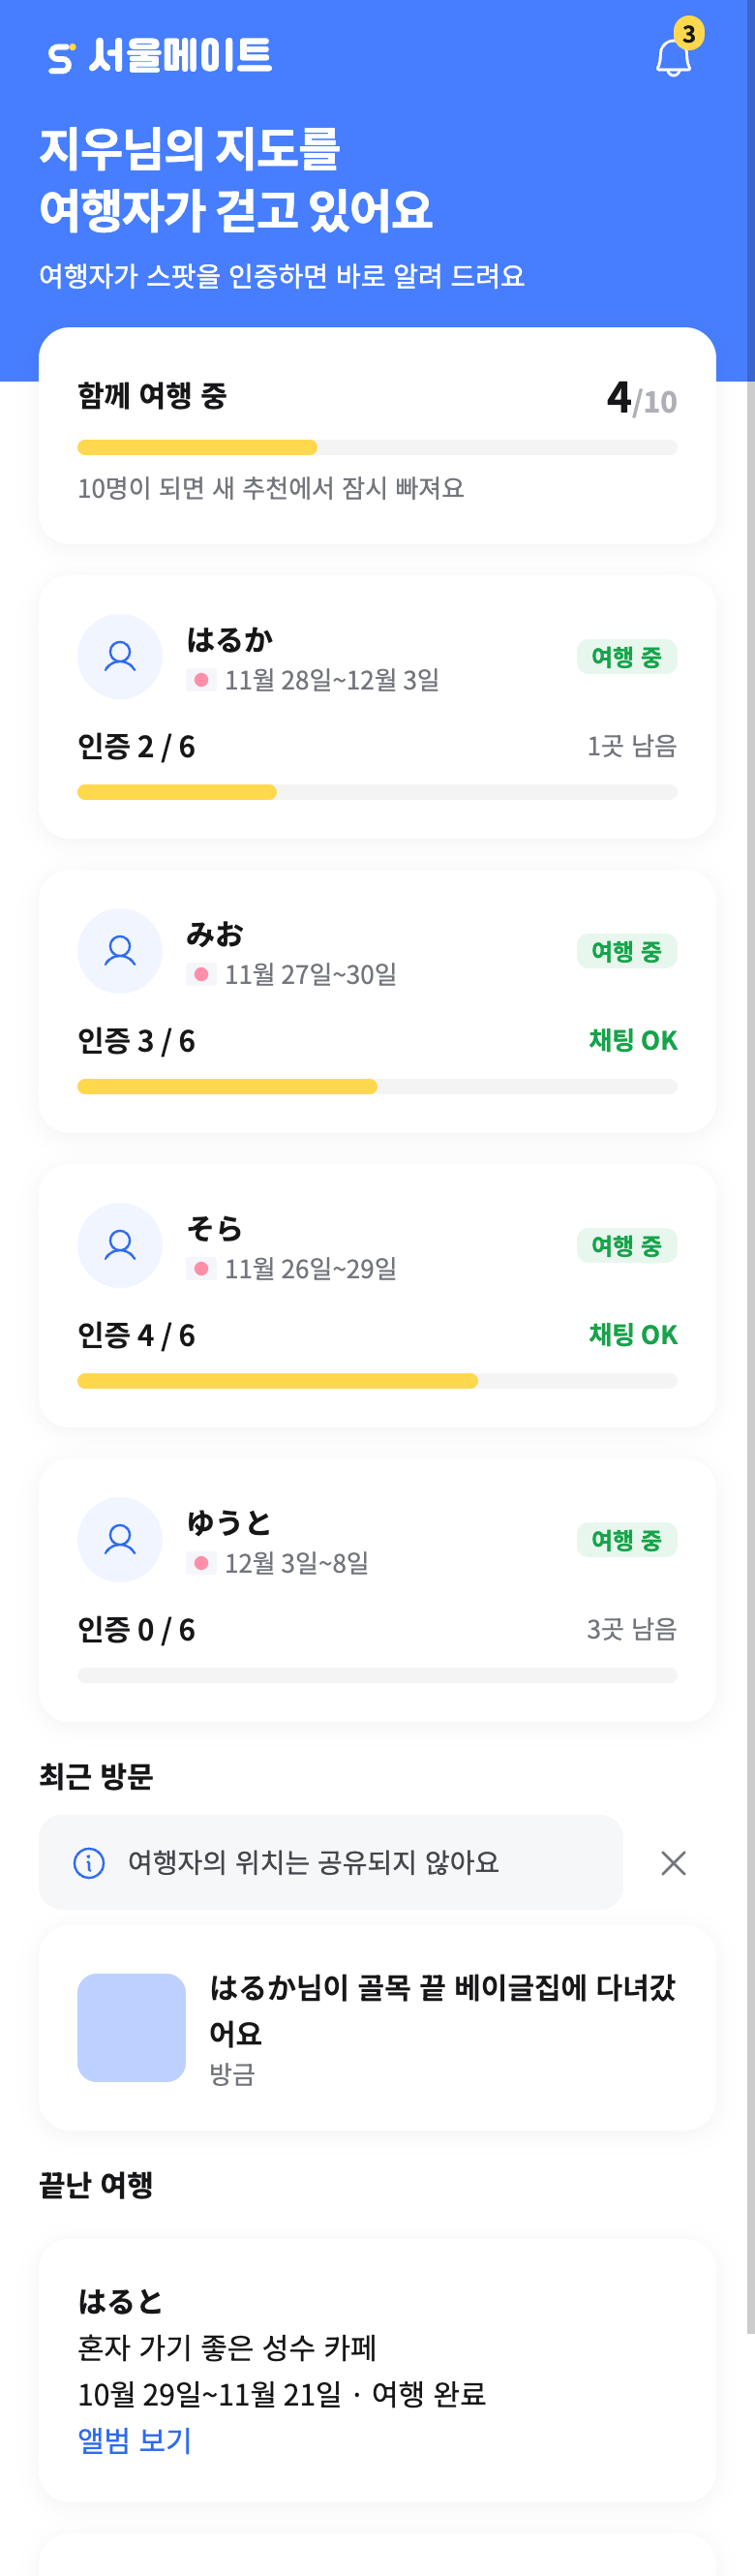 서울메이트
3
지우님의 지도를
여행자가 걷고 있어요
여행자가 스팟을 인증하면 바로 알려 드려요
함께 여행 중
4/10
10명이 되면 새 추천에서 잠시 빠져요
はるか
11월 28일~12월 3일
여행 중
인증 2 / 6
1곳 남음
みお
11월 27일~30일
여행 중
인증 3 / 6
채팅 OK
そら
11월 26일~29일
여행 중
인증 4 / 6
채팅 OK
ゆうと
12월 3일~8일
여행 중
인증 0 / 6
3곳 남음
최근 방문
여행자의 위치는 공유되지 않아요
はるか님이 골목 끝 베이글집에 다녀갔
어요
방금
끝난 여행
はると
혼자 가기 좋은 성수 카페
10월 29일~11월 21일 · 여행 완료
앨범 보기